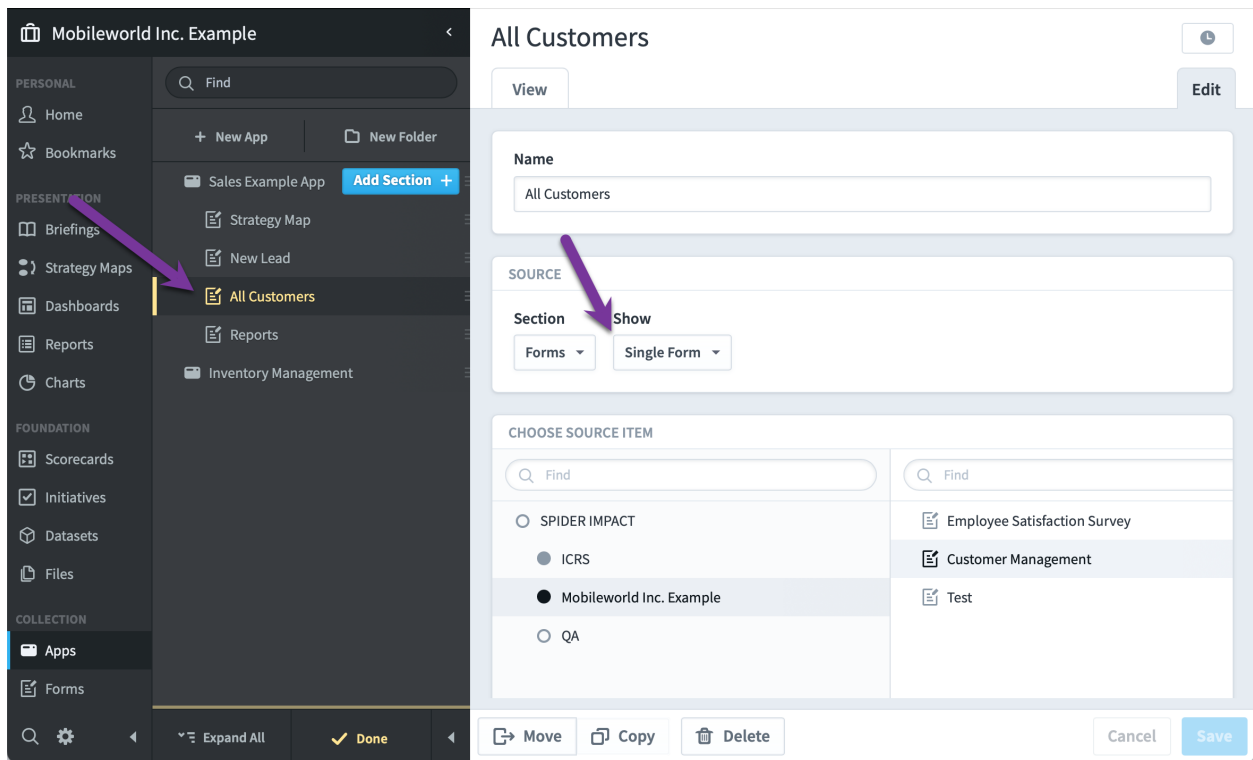 Mobileworld Inc. Example
PERSONAL
Home
Bookmarks
PRESENTATION
Briefings
Strategy Maps
Dashboards
Reports
Charts
FOUNDATION
Scorecards
Initiatives
Datasets
Files
COLLECTION
Apps
Forms
Find
+ New App
New Folder
Sales Example App
Add Section +
Strategy Map
New Lead
All Customers
Reports
Inventory Management
Expand All
Done
All Customers
View
Edit
Name
All Customers
SOURCE
Section
Show
Forms
Single Form
CHOOSE SOURCE ITEM
Find
SPIDER IMPACT
ICRS
Mobileworld Inc. Example
QA
Find
Employee Satisfaction Survey
Customer Management
Test
Move
Copy
Delete
Cancel
Save